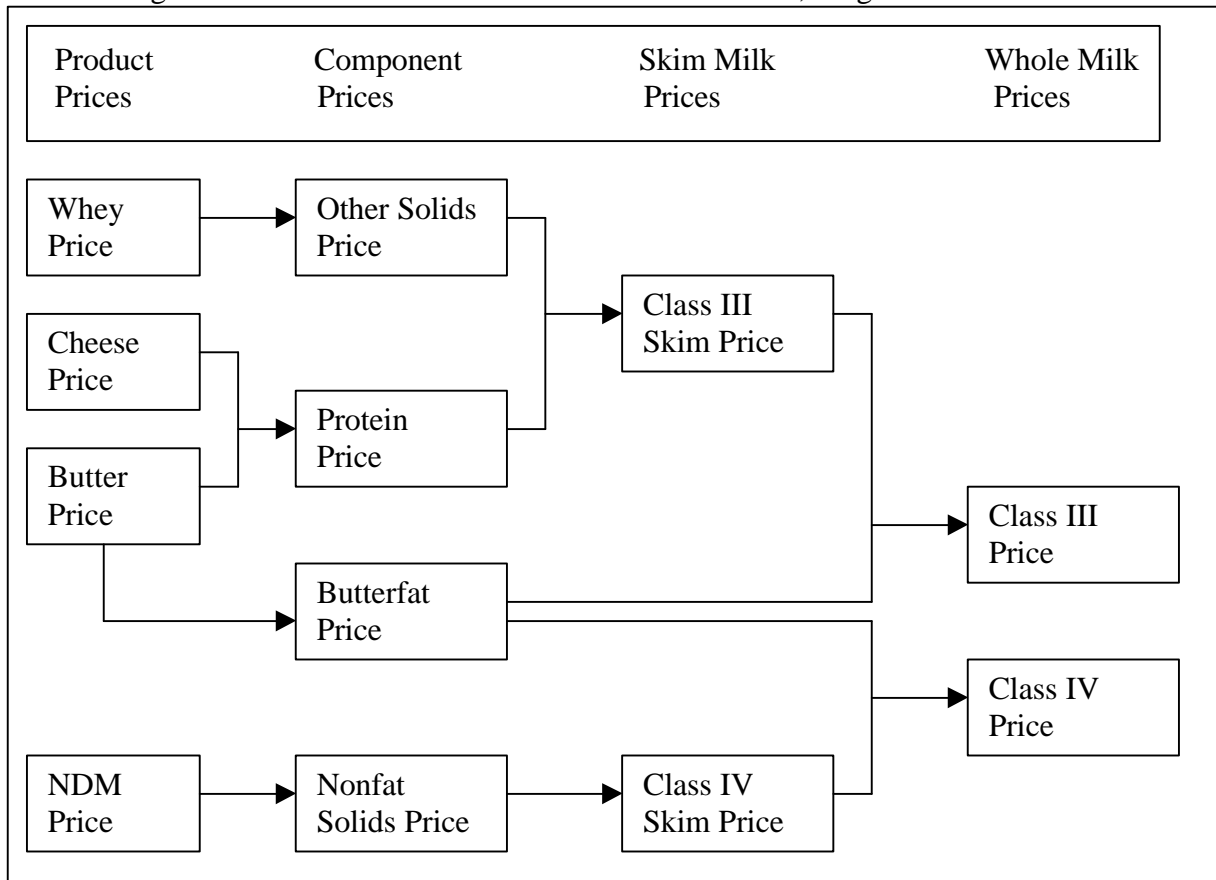 Product Component Skim Milk Whole Milk
Prices Prices Prices Prices
Whey
Price
Other Solids
Price
Class III
Skim Price
Cheese
Price
Protein
Price
Butter
Price
Class III
Price
Butterfat
Price
Class IV
Price
NDM
Price
Nonfat
Solids Price
Class IV
Skim Price